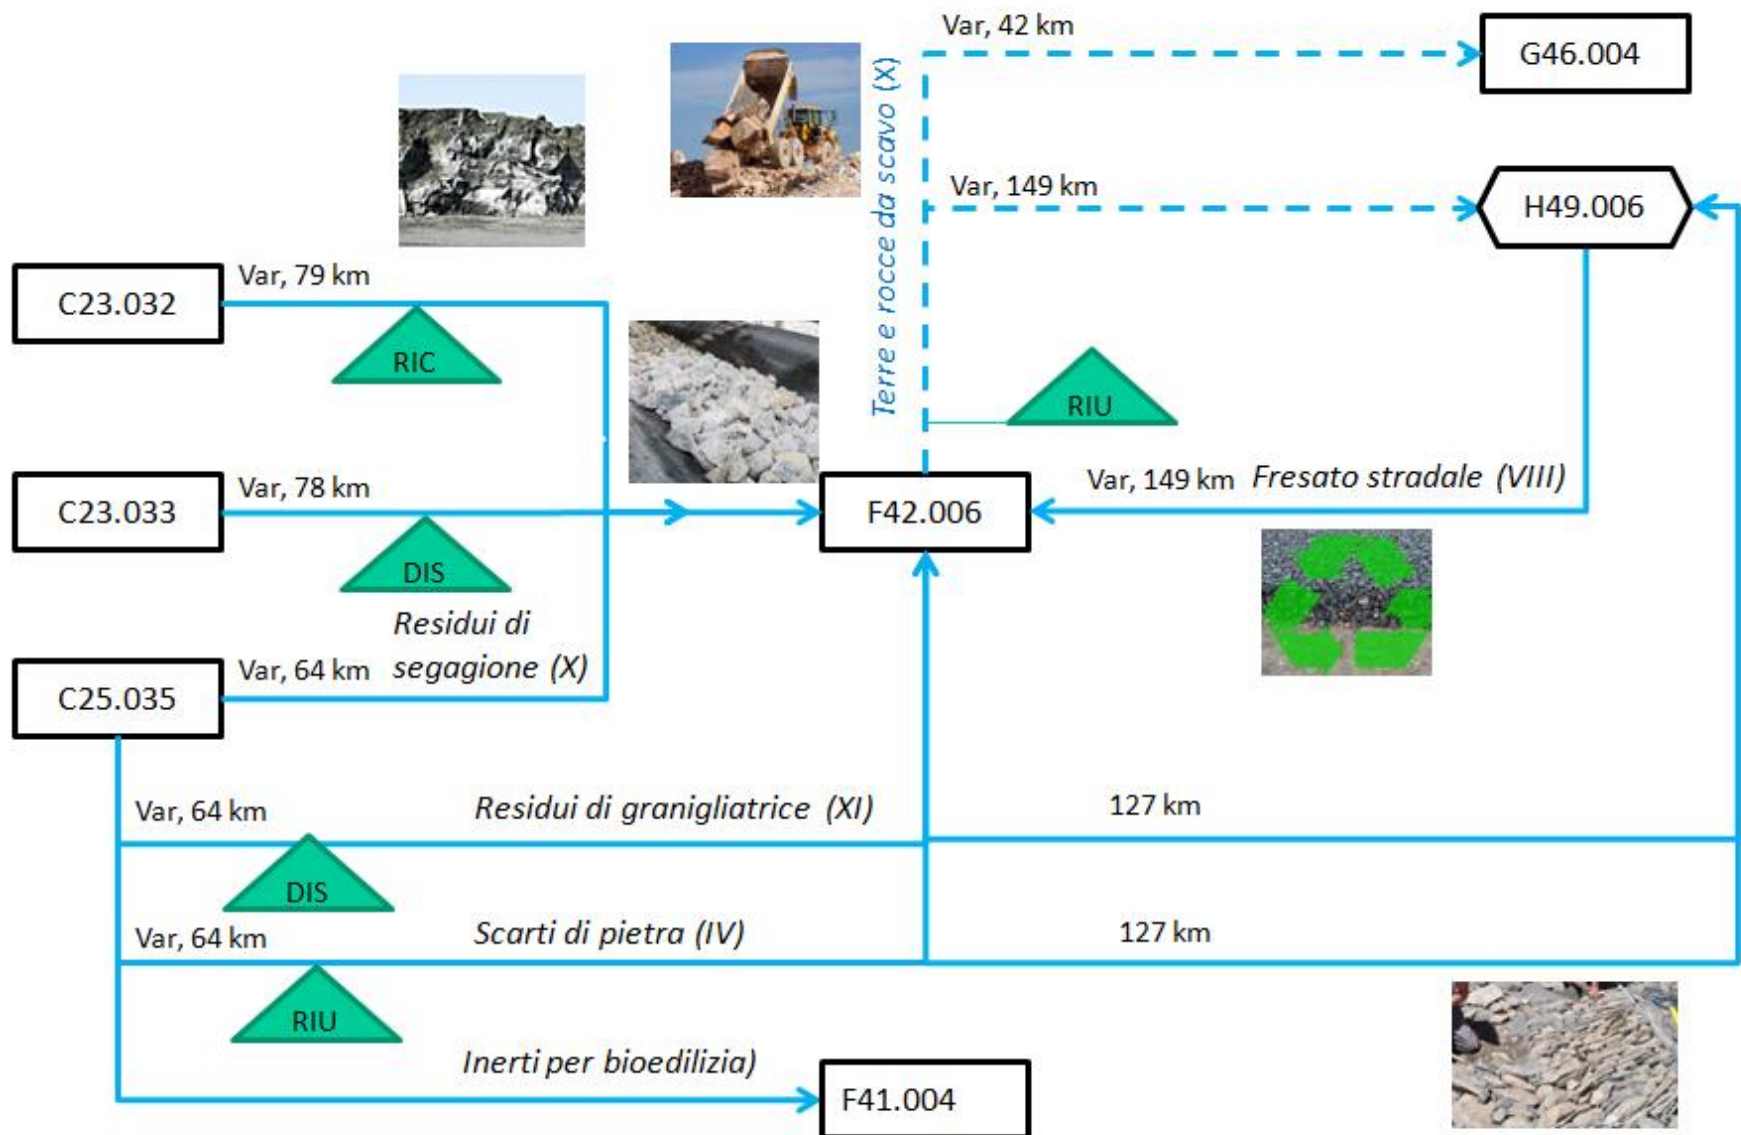 Var, 42 km
G46.004
Terre e rocce da scavo (X)
Var, 149 km
H49.006
Var, 79 km
C23.032
RIC
RIU
Var, 78 km
C23.033
F42.006
Var, 149 km Fresato stradale (VIII)
DIS
Residui di
segagione (X)
Var, 64 km
C25.035
Var, 64 km
Residui di granigliatrice (XI)
127 km
DIS
Var, 64 km
Scarti di pietra (IV)
127 km
RIU
Inerti per bioedilizia)
F41.004